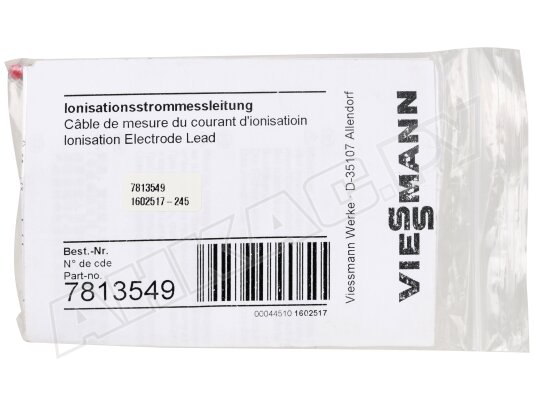 Ionisationsstrommessleitung
Câble de mesure du courant d'ionisatioin
Ionisation Electrode Lead
7813549
1602517-245
Best.-Nr.
N° de cde
Part-no.
7813549
00044510 1602517
Viessmann Werke - D-35107 Allendorf
VIESSMANN